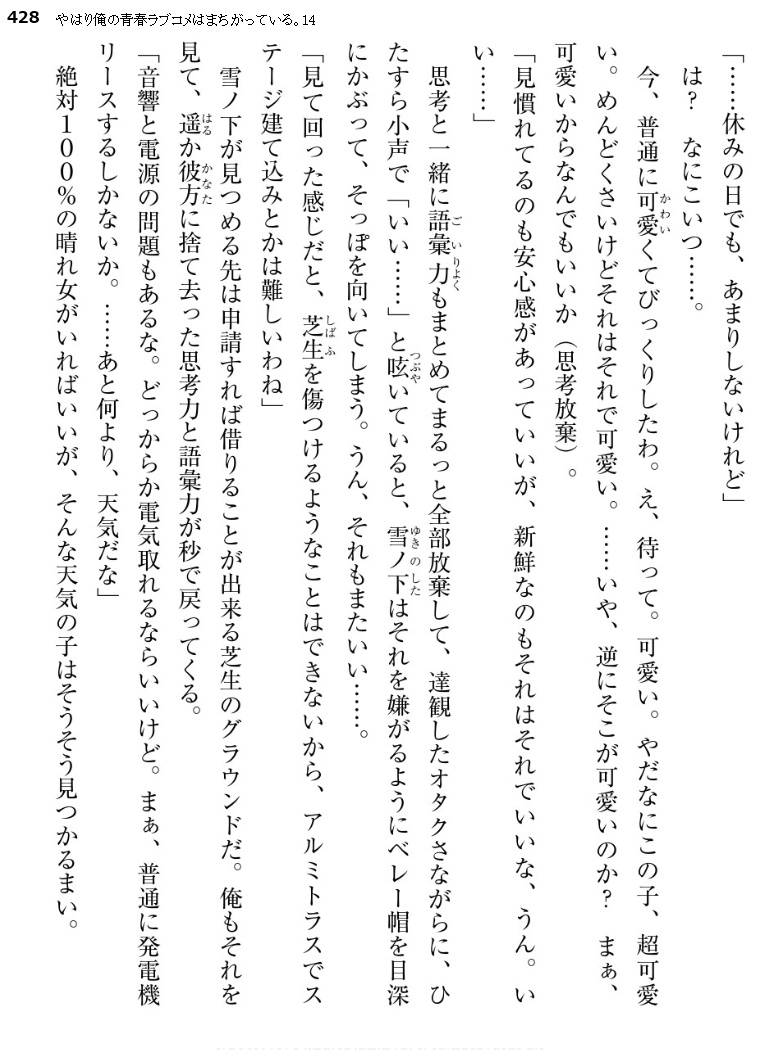 428 やはり俺の青春ラブコメはまちがっている。14
「……休みの日でも、あまりしないけれど」
は？　なにこいつ……。
今、普通に可愛くてびっくりしたわ。え、待って。可愛い。やだなにこの子、超可愛
い。めんどくさいけどそれはそれで可愛い。……いや、逆にそこが可愛いのか？　まぁ、
可愛いからなんでもいいか（思考放棄）。
「見慣れてるのも安心感があっていいが、新鮮なのもそれはそれでいいな、うん。い
い……」
思考と一緒に語彙力もまとめてまるっと全部放棄して、達観したオタクさながらに、ひ
たすら小声で「いい……」と呟いていると、雪ノ下はそれを嫌がるようにベレー帽を目深
にかぶって、そっぽを向いてしまう。うん、それもまたいい……。
「見て回った感じだと、芝生を傷つけるようなことはできないから、アルミトラスでス
テージ建て込みとかは難しいわね」
雪ノ下が見つめる先は申請すれば借りることが出来る芝生のグラウンドだ。俺もそれを
見て、遥か彼方に捨て去った思考力と語彙力が秒で戻ってくる。
「音響と電源の問題もあるな。どっからか電気取れるならいいけど。まぁ、普通に発電機
リースするしかないか。……あと何より、天気だな」
絶対１００％の晴れ女がいればいいが、そんな天気の子はそうそう見つかるまい。